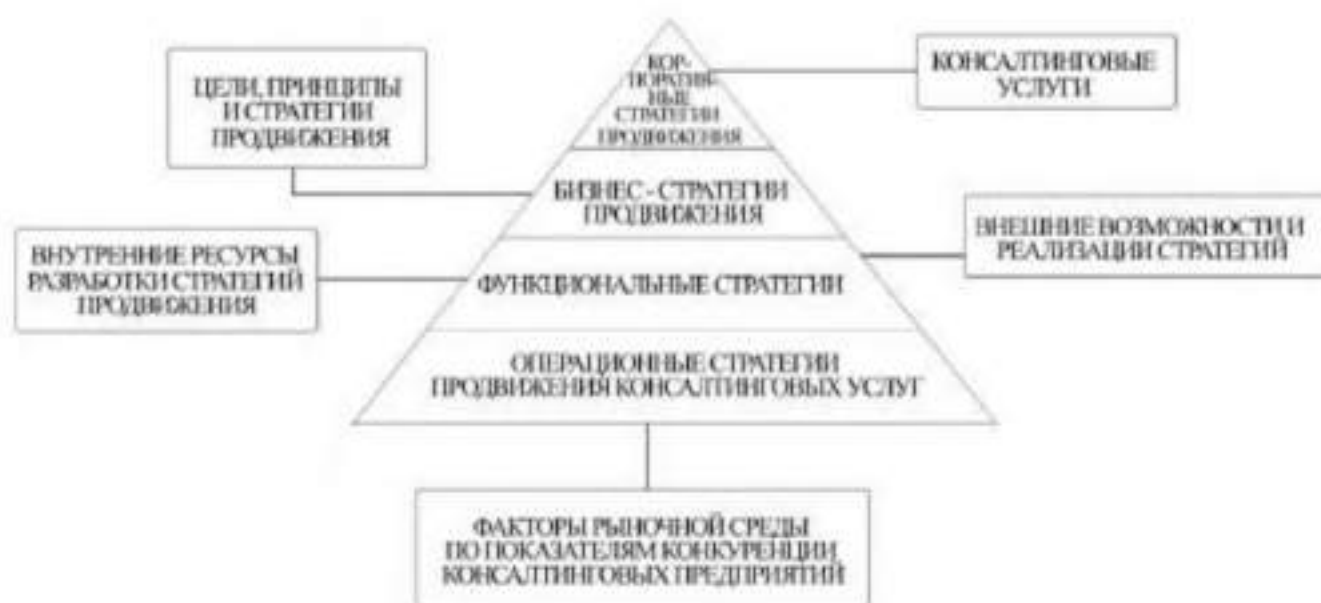 КОР-
ПОРАТИВ-
НЫЕ
СТРАТЕГИИ
ПРОДВИЖЕНИЯ
КОНСАЛТИНГОВЫЕ
УСЛУГИ
ЦЕЛИ, ПРИНЦИПЫ
И СТРАТЕГИИ
ПРОДВИЖЕНИЯ
БИЗНЕС - СТРАТЕГИИ
ПРОДВИЖЕНИЯ
ВНЕШНИЕ ВОЗМОЖНОСТИ И
РЕАЛИЗАЦИИ СТРАТЕГИЙ
ВНУТРЕННИЕ РЕСУРСЫ
РАЗРАБОТКИ СТРАТЕГИЙ
ПРОДВИЖЕНИЯ
ФУНКЦИОНАЛЬНЫЕ СТРАТЕГИИ
ОПЕРАЦИОННЫЕ СТРАТЕГИИ
ПРОДВИЖЕНИЯ КОНСАЛТИНГОВЫХ УСЛУГ
ФАКТОРЫ РЫНОЧНОЙ СРЕДЫ
ПО ПОКАЗАТЕЛЯМ КОНКУРЕНЦИИ
КОНСАЛТИНГОВЫХ ПРЕДПРИЯТИЙ